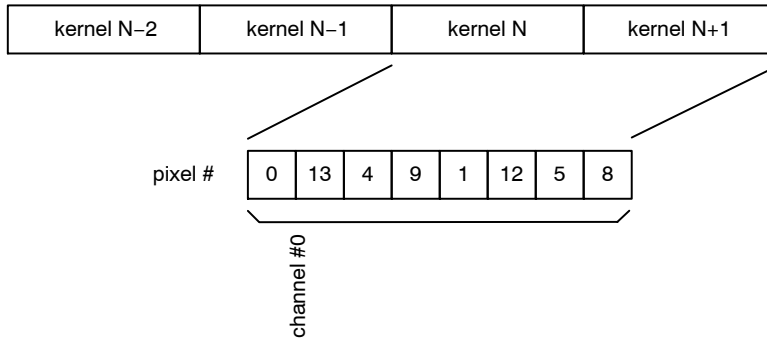 kernel N−2 kernel N−1 kernel N kernel N+1
pixel # 0 13 4 9 1 12 5 8
channel #0